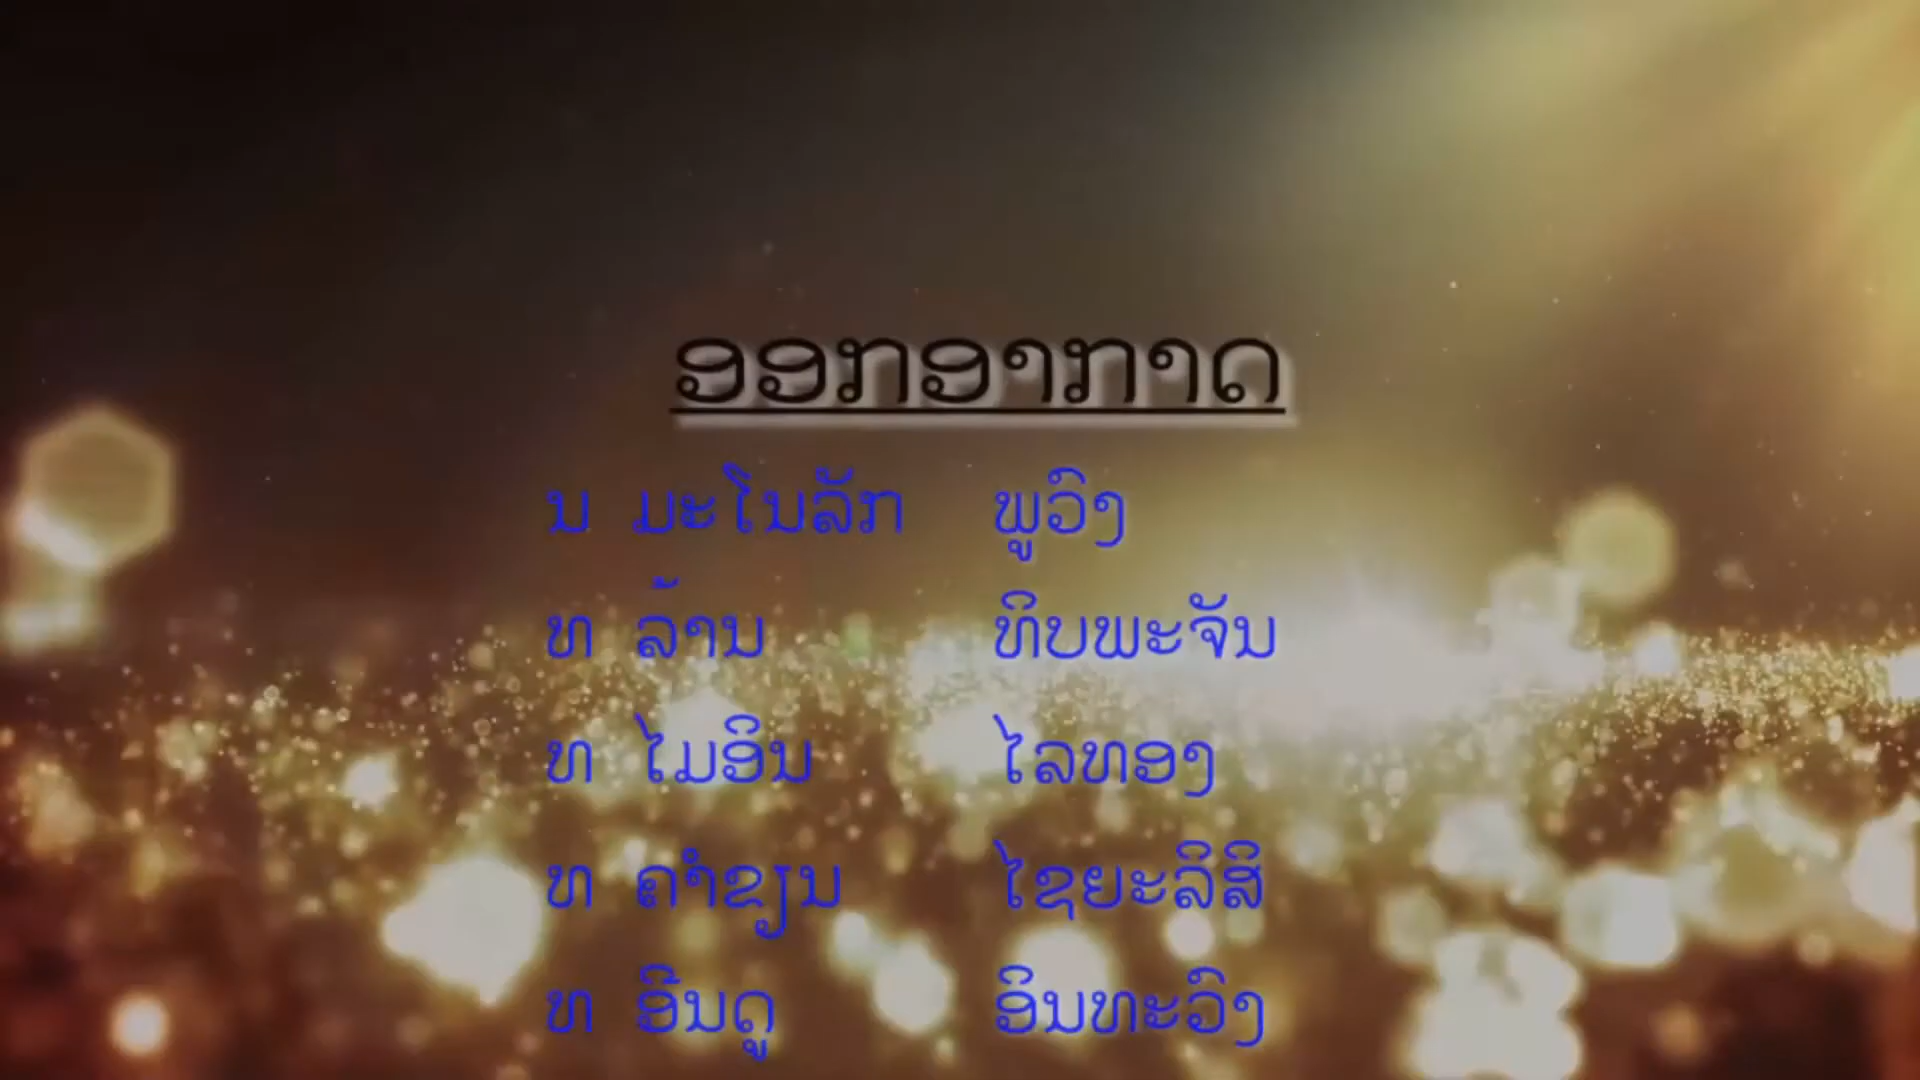 ອອກອາກາດ
ນ ມະໂນລັກ ພູວົງ
ທ ລ້ານ ທິບພະຈັນ
ທ ໄມອິນ ໄລທອງ
ທ ຄຳຂຽນ ໄຊຍະລິສິ
ທ ອິນດູ ອິນທະວົງ